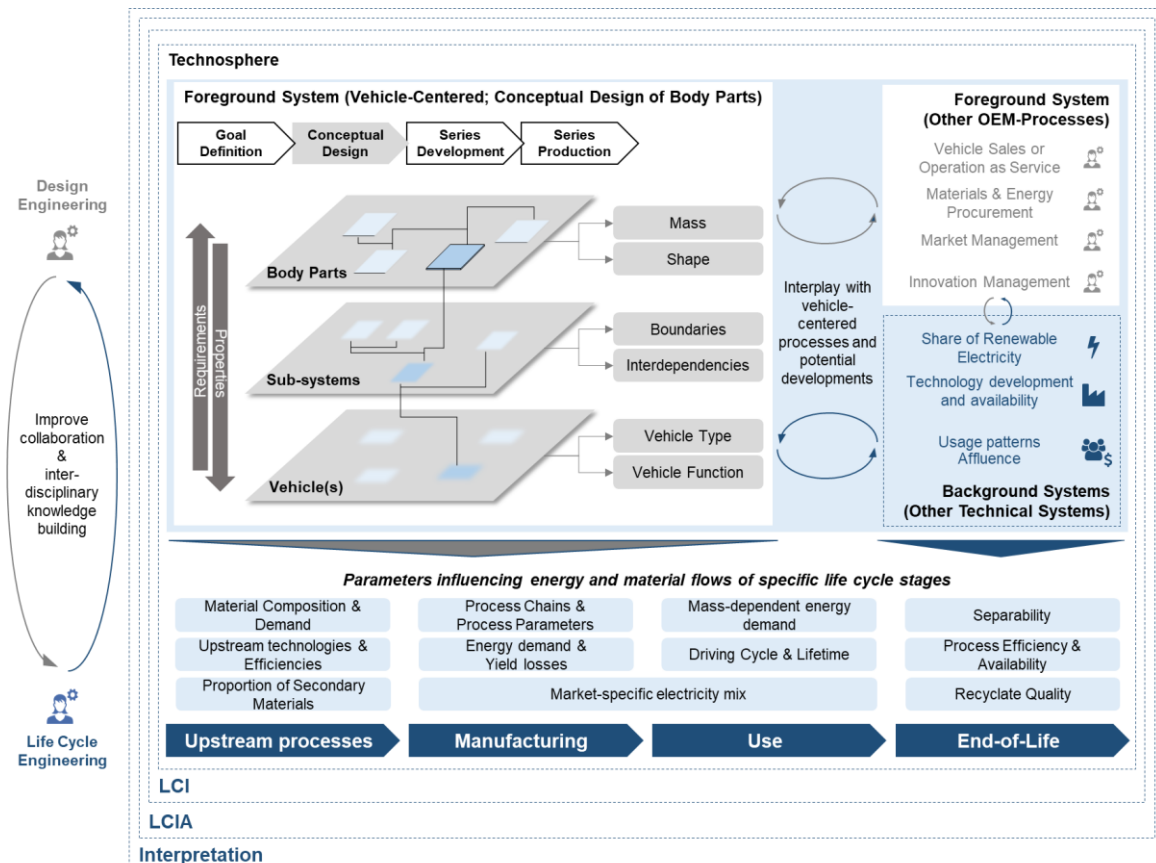 Technosphere
Foreground System (Vehicle-Centered; Conceptual Design of Body Parts)
Goal
Definition
Conceptual
Design
Series
Development
Series
Production
Design
Engineering
Improve
collaboration
&
inter-
disciplinary
knowledge
building
Life Cycle
Engineering
Requirements
Properties
Body Parts
Mass
Shape
Sub-systems
Boundaries
Interdependencies
Vehicle(s)
Vehicle Type
Vehicle Function
Interplay with
vehicle-
centered
processes and
potential
developments
Foreground System
(Other OEM-Processes)
Vehicle Sales or
Operation as Service
Materials & Energy
Procurement
Market Management
Innovation Management
Share of Renewable
Electricity
Technology development
and availability
Usage patterns
Affluence
Background Systems
(Other Technical Systems)
Parameters influencing energy and material flows of specific life cycle stages
Material Composition &
Demand
Upstream technologies &
Efficiencies
Proportion of Secondary
Materials
Process Chains &
Process Parameters
Energy demand &
Yield losses
Mass-dependent energy
demand
Driving Cycle & Lifetime
Market-specific electricity mix
Separability
Process Efficiency &
Availability
Recyclate Quality
Upstream processes
Manufacturing
Use
End-of-Life
LCI
LCIA
Interpretation